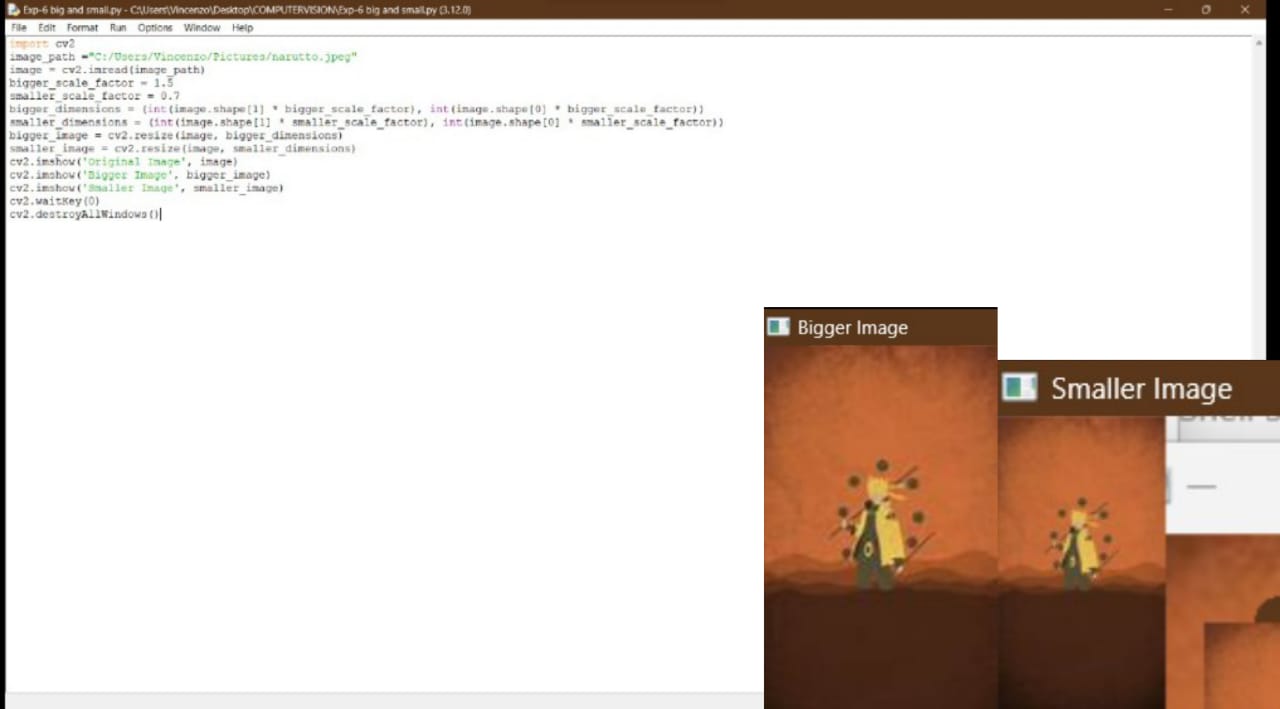 Exp-6 big and small.py - C:\Users\Vincenzo\Desktop\COMPUTERVISION\Exp-6 big and small.py (3.12.0)
File Edit Format Run Options Window Help
import cv2
image_path ="C:/Users/Vincenzo/Pictures/narutto.jpeg"
image = cv2.imread(image_path)
bigger_scale_factor = 1.5
smaller_scale_factor = 0.7
bigger_dimensions = (int(image.shape[1] * bigger_scale_factor), int(image.shape[0] * bigger_scale_factor))
smaller_dimensions = (int(image.shape[1] * smaller_scale_factor), int(image.shape[0] * smaller_scale_factor))
bigger_image = cv2.resize(image, bigger_dimensions)
smaller_image = cv2.resize(image, smaller_dimensions)
cv2.imshow('Original Image', image)
cv2.imshow('Bigger Image', bigger_image)
cv2.imshow('Smaller Image', smaller_image)
cv2.waitKey(0)
cv2.destroyAllWindows()
Bigger Image
Smaller Image